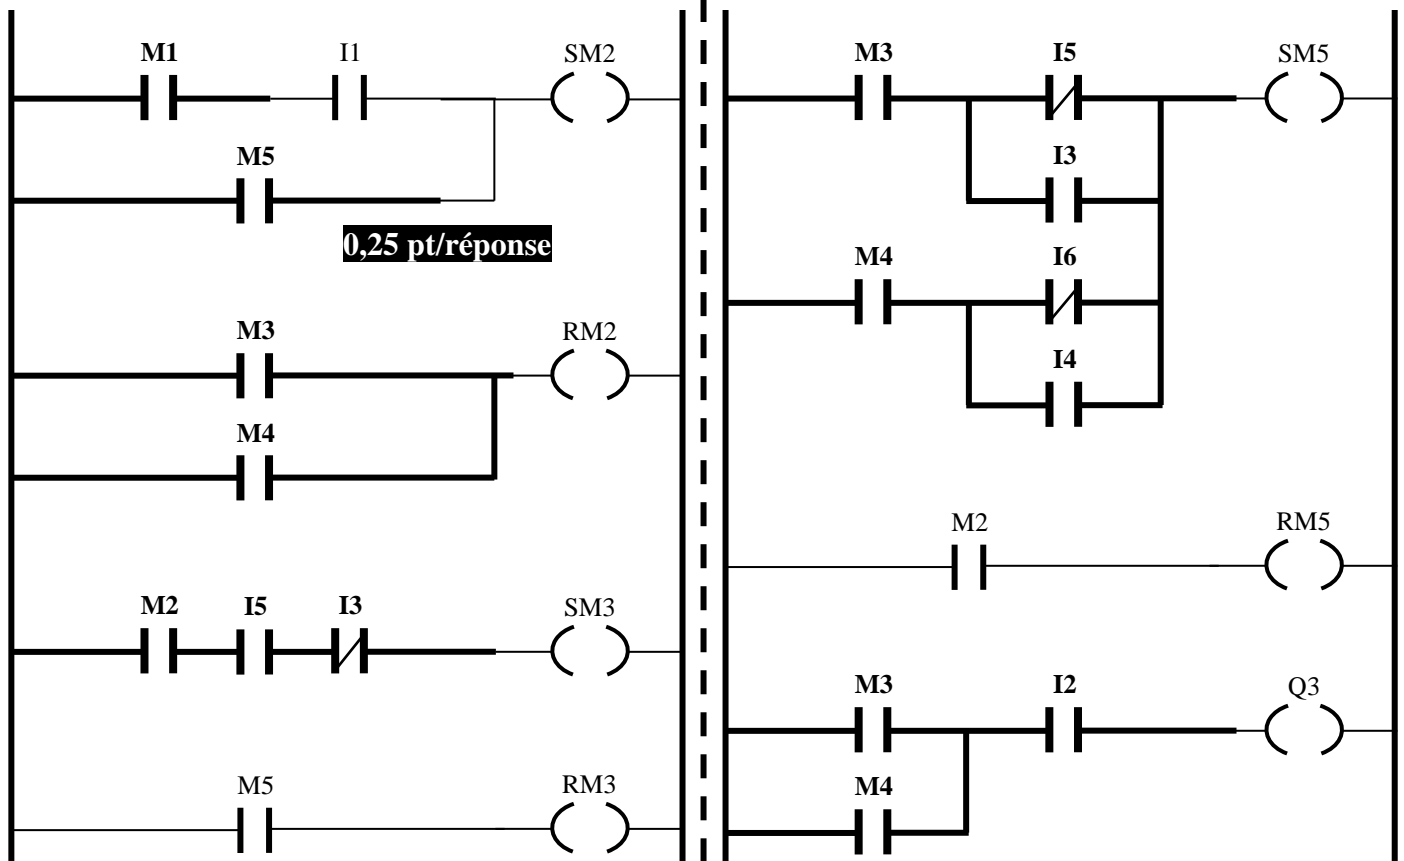 M1 I1 SM2
M5
0,25 pt/réponse
M3 RM2
M4
M2 I5 I3 SM3
M5 RM3
M3 I5 SM5
I3
M4 I6
I4
M2 RM5
M3 I2 Q3
M4